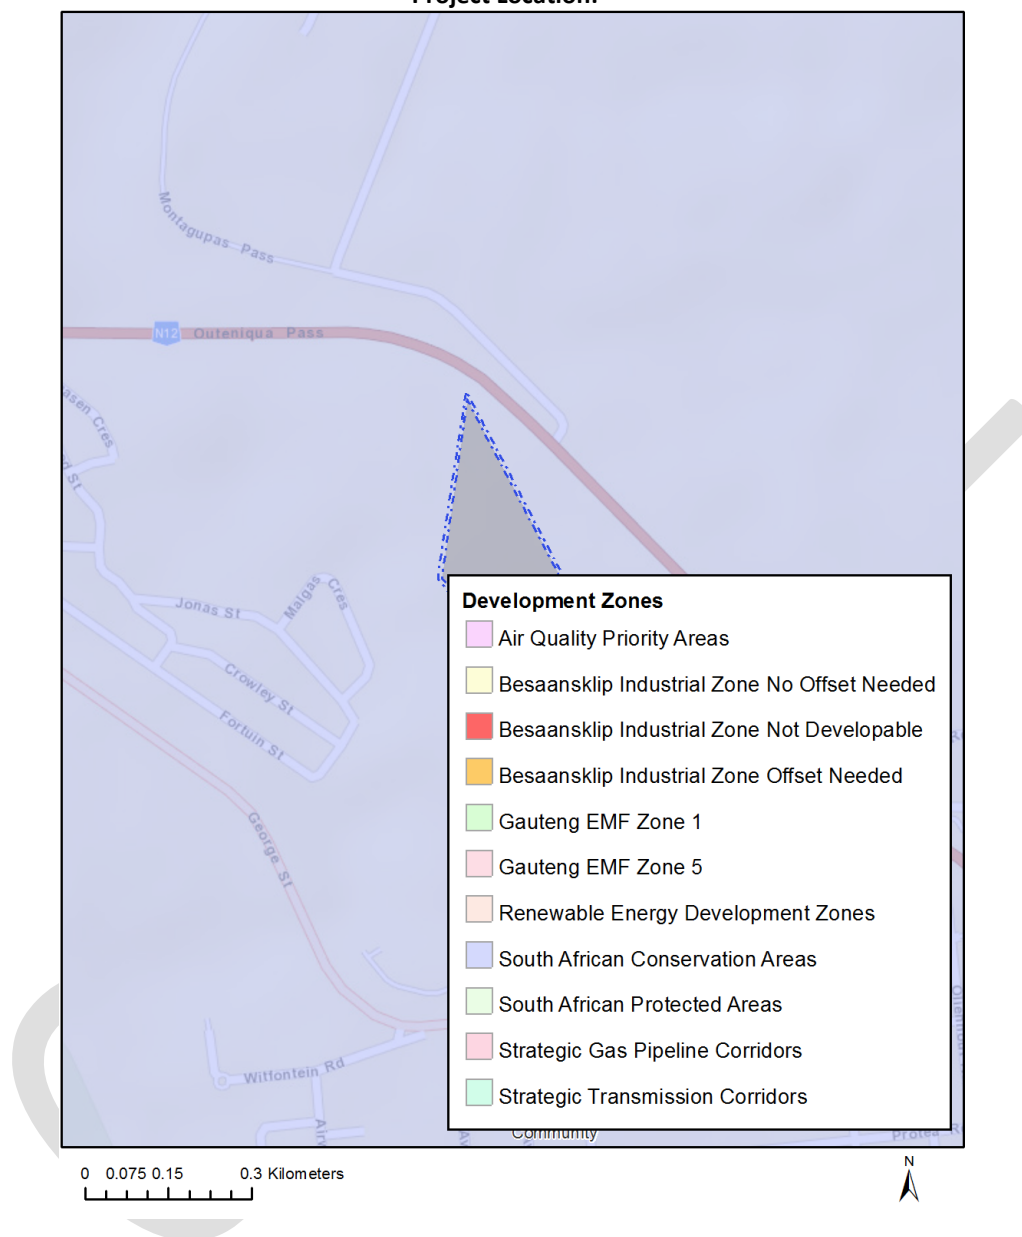 Project Location:
Montagupas Pass
N12
Outeniqua Pass
asen Cres
d St
Jonas St
Malgas Cres
Crowley St
Fortuin St
George St
Witfontein Rd
Development Zones
Air Quality Priority Areas
Besaansklip Industrial Zone No Offset Needed
Besaansklip Industrial Zone Not Developable
Besaansklip Industrial Zone Offset Needed
Gauteng EMF Zone 1
Gauteng EMF Zone 5
Renewable Energy Development Zones
South African Conservation Areas
South African Protected Areas
Strategic Gas Pipeline Corridors
Strategic Transmission Corridors
Community
Protea R
0 0.075 0.15 0.3 Kilometers
N